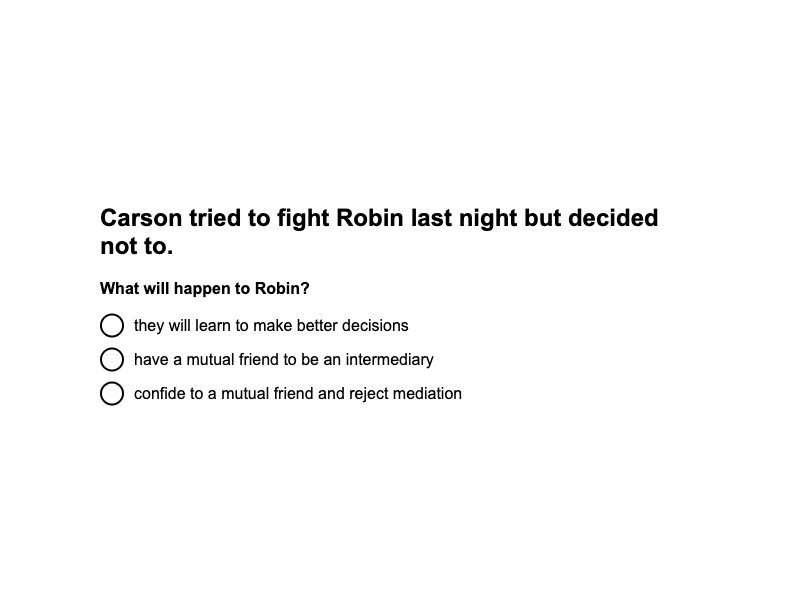 Carson tried to fight Robin last night but decided
not to.
What will happen to Robin?
they will learn to make better decisions
have a mutual friend to be an intermediary
confide to a mutual friend and reject mediation